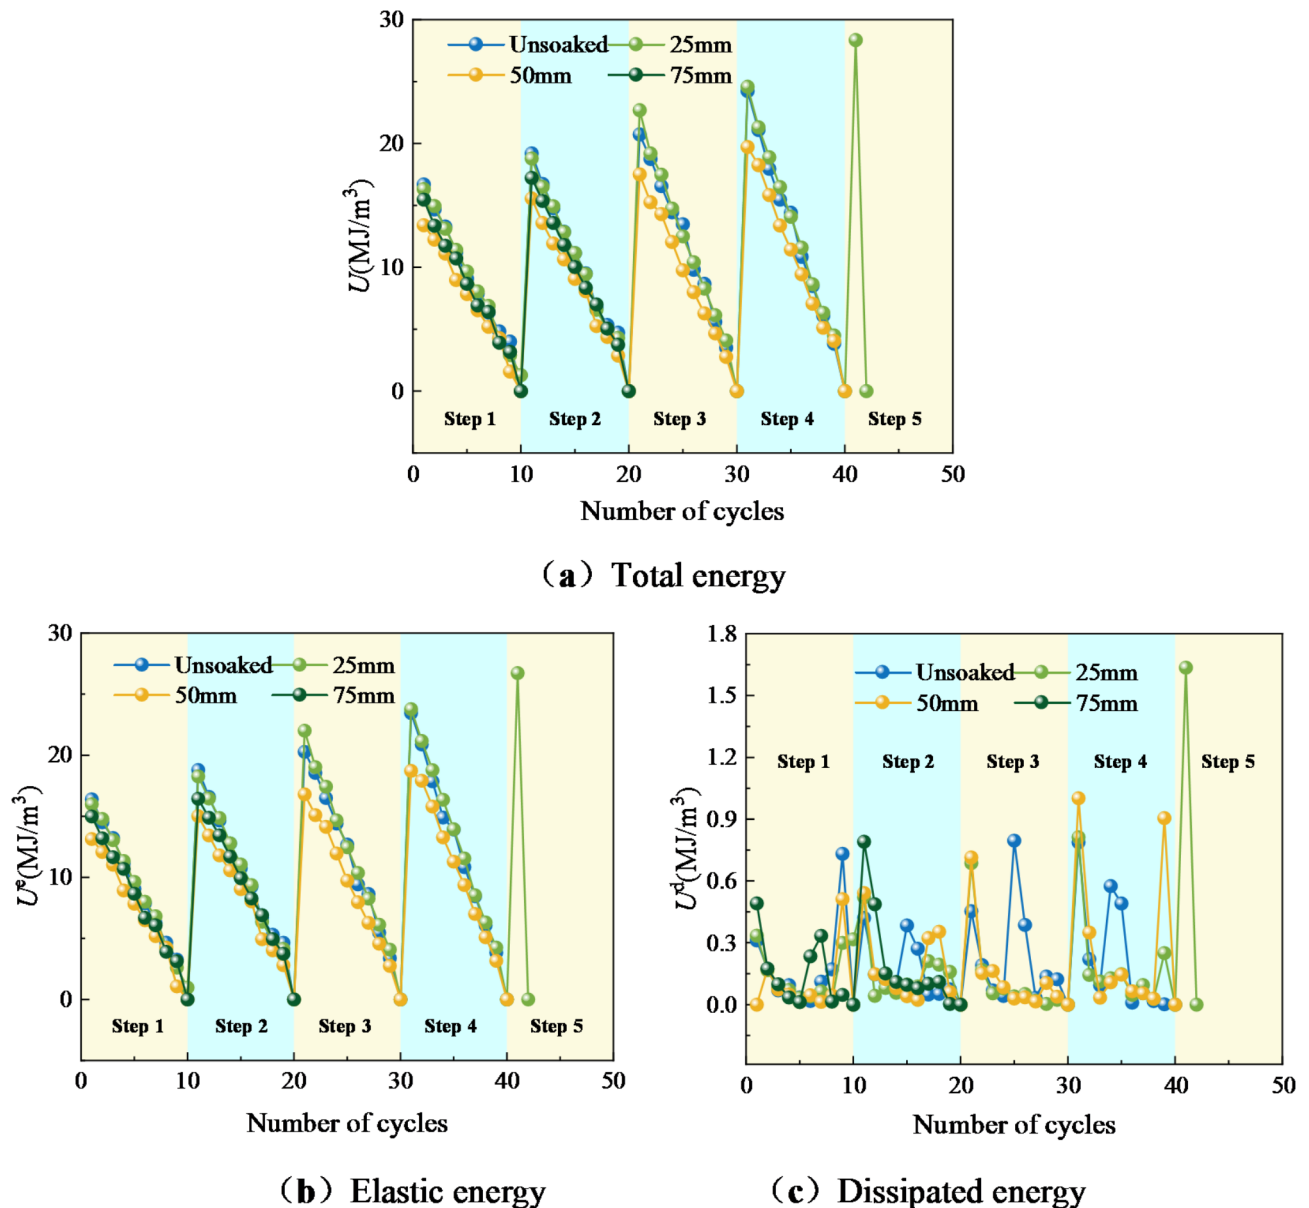 30
20
10
0
U(MJ/m³)
Unsoaked 25mm
50mm 75mm
Step 1 Step 2 Step 3 Step 4 Step 5
0 10 20 30 40 50
Number of cycles
（a）Total energy
30
20
10
0
Uᵉ(MJ/m³)
Unsoaked 25mm
50mm 75mm
Step 1 Step 2 Step 3 Step 4 Step 5
0 10 20 30 40 50
Number of cycles
（b）Elastic energy
1.8
1.5
1.2
0.9
0.6
0.3
0.0
Uᵈ(MJ/m³)
Unsoaked 25mm
50mm 75mm
Step 1 Step 2 Step 3 Step 4 Step 5
0 10 20 30 40 50
Number of cycles
（c）Dissipated energy